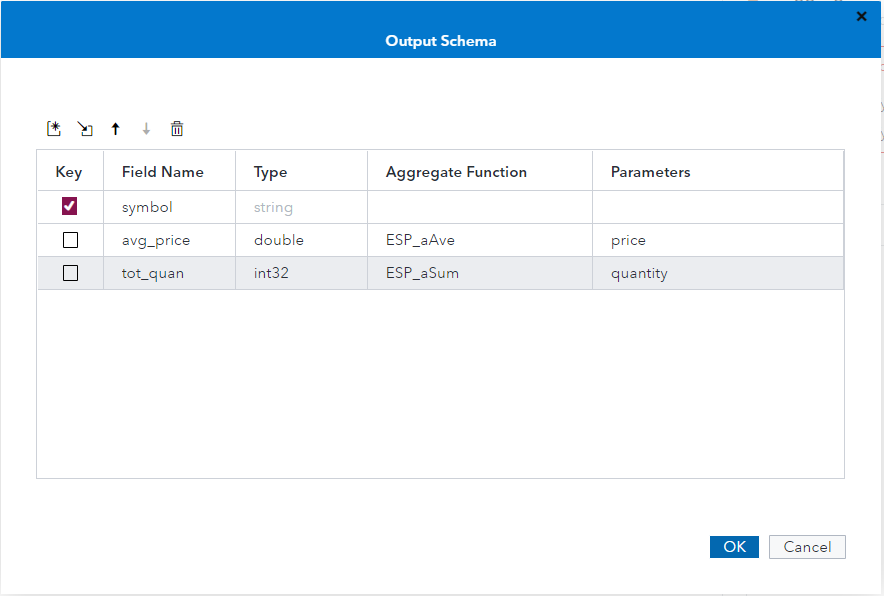 Output Schema
Key Field Name Type Aggregate Function Parameters
symbol string
avg_price double ESP_aAve price
tot_quan int32 ESP_aSum quantity
OK Cancel